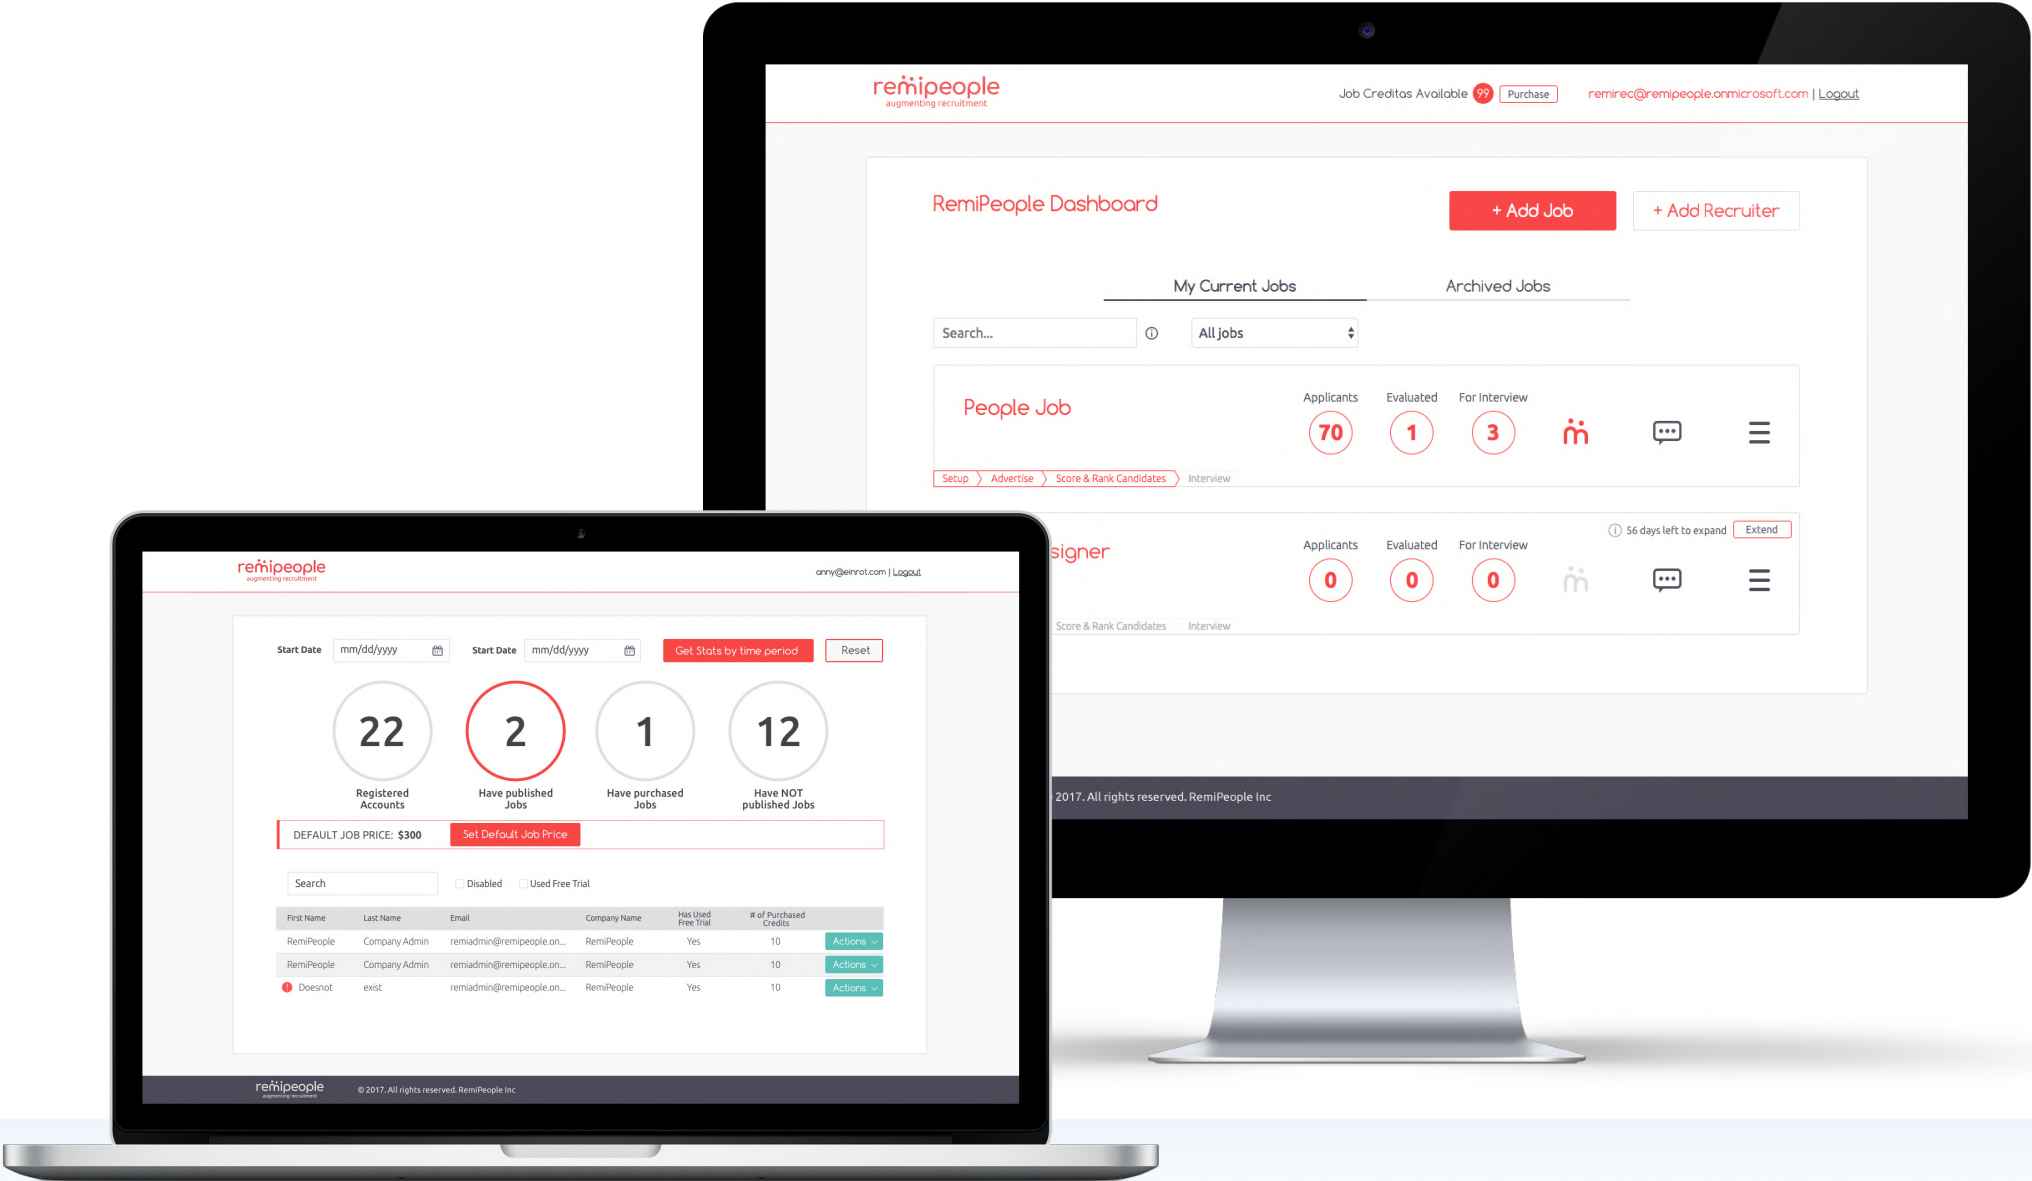 remipeople
augmenting recruitment
Job Creditas Available 99 Purchase remirec@remipeople.onmicrosoft.com | Logout
RemiPeople Dashboard
+ Add Job + Add Recruiter
My Current Jobs Archived Jobs
Search... All jobs
People Job
Applicants Evaluated For Interview
70 1 3
Setup Advertise Score & Rank Candidates Interview
56 days left to expand Extend
signer
Applicants Evaluated For Interview
0 0 0
Score & Rank Candidates Interview
2017. All rights reserved. RemiPeople Inc
remipeople
augmenting recruitment
anny@einrot.com | Logout
Start Date mm/dd/yyyy Start Date mm/dd/yyyy Get Stats by time period Reset
22 2 1 12
Registered Accounts
Have published Jobs
Have purchased Jobs
Have NOT published Jobs
DEFAULT JOB PRICE: $300 Set Default Job Price
Search Disabled Used Free Trial
First Name Last Name Email Company Name Has Used Free Trial # of Purchased Credits
RemiPeople Company Admin remiadmin@remipeople.on... RemiPeople Yes 10 Actions
RemiPeople Company Admin remiadmin@remipeople.on... RemiPeople Yes 10 Actions
Doesnot exist remiadmin@remipeople.on... RemiPeople Yes 10 Actions
remipeople
augmenting recruitment
© 2017. All rights reserved. RemiPeople Inc